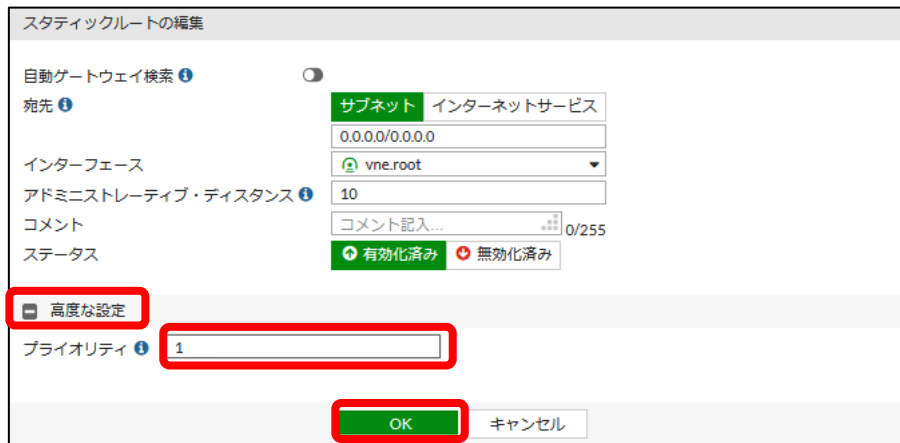 スタティックルートの編集
自動ゲートウェイ検索
宛先 サブネット インターネットサービス
0.0.0.0/0.0.0.0
インターフェース vne.root
アドミニストレーティブ・ディスタンス 10
コメント コメント記入... 0/255
ステータス 有効化済み 無効化済み
高度な設定
プライオリティ 1
OK キャンセル